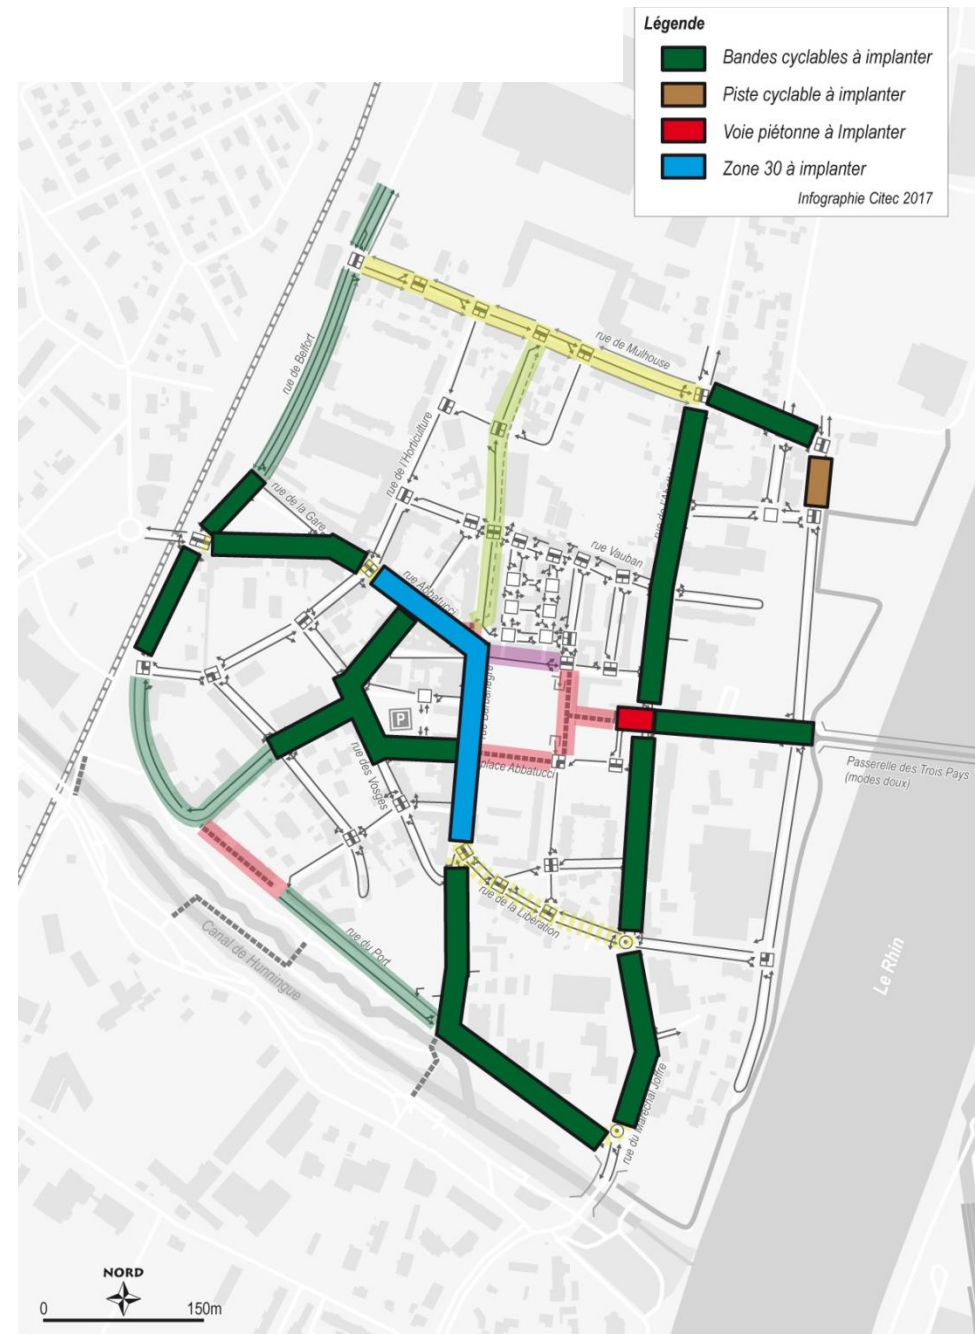 Légende
Bandes cyclables à implanter
Piste cyclable à implanter
Voie piétonne à Implanter
Zone 30 à implanter
Infographie Citec 2017
rue de Belfort
rue de Mulhouse
rue de l'Horticulture
rue de la Gare
rue Vauban
rue Abbatucci
rue
place Abbatucci
P
rue des Vosges
Passerelle des Trois Pays
(modes doux)
rue de la Libération
rue du Port
Canal de Hunningue
Le Rhin
rue du Maréchal Joffre
NORD
0 150m